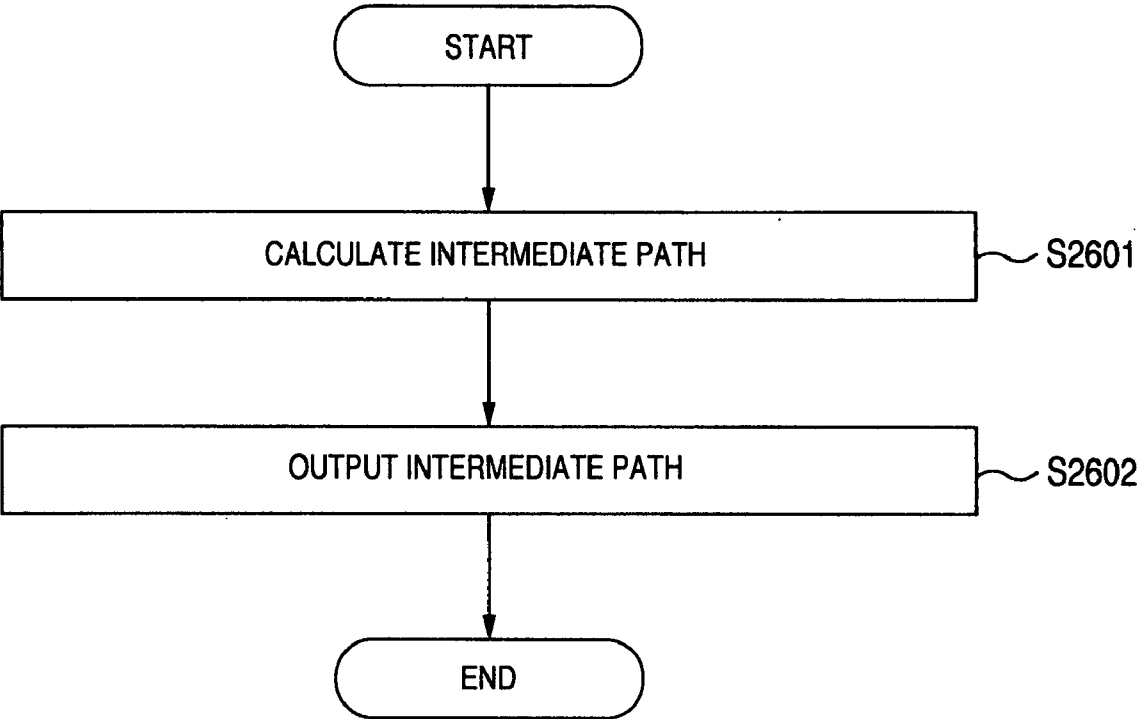 START
CALCULATE INTERMEDIATE PATH
S2601
OUTPUT INTERMEDIATE PATH
S2602
END